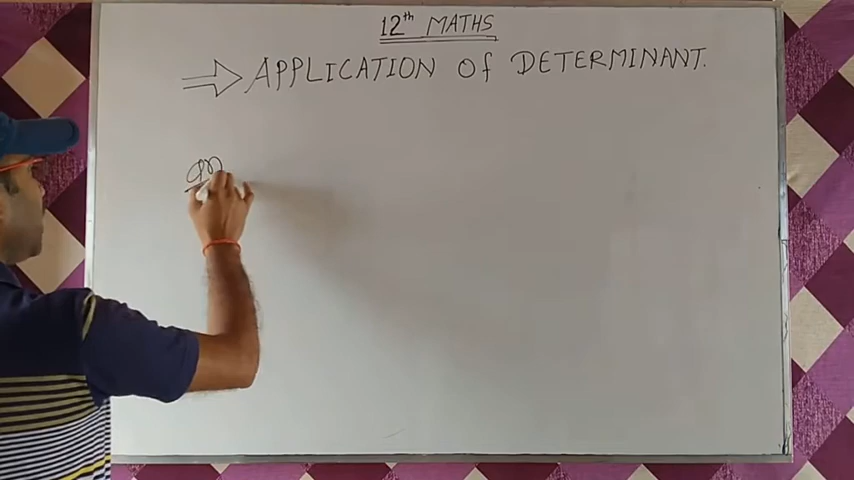 12th MATHS
⇒ APPLICATION Of DETERMINANT.